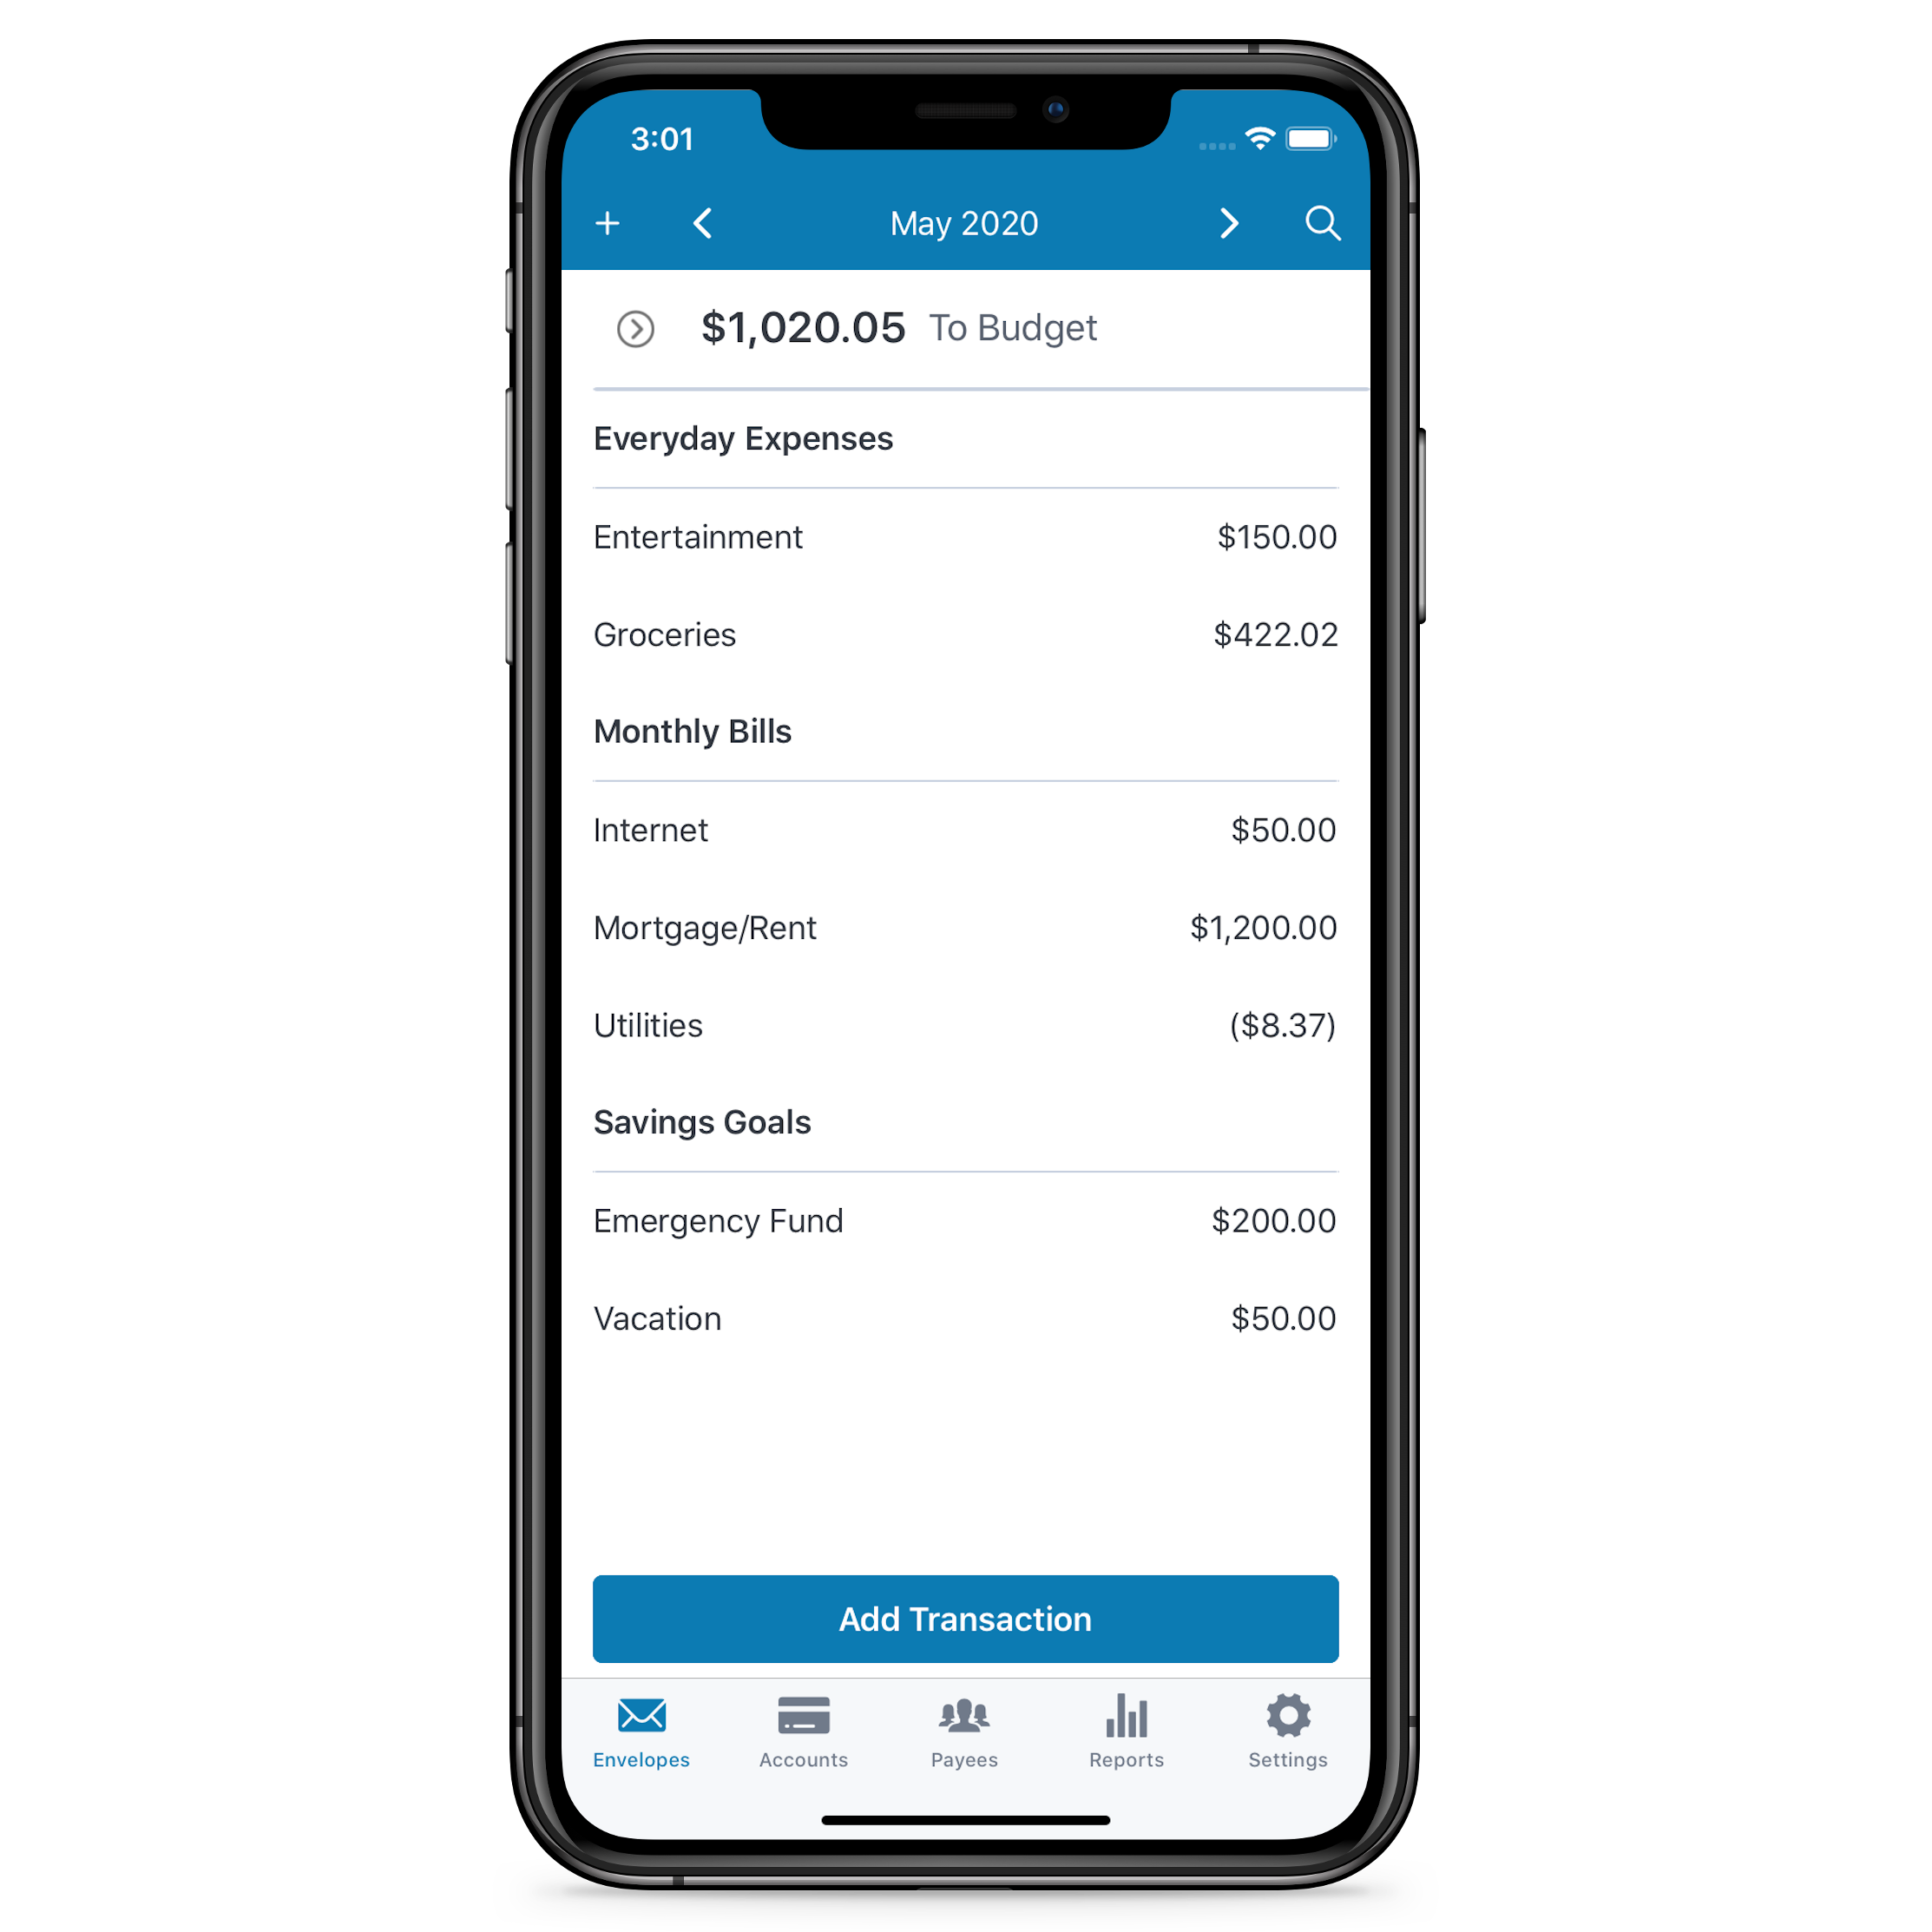 3:01
May 2020
$1,020.05 To Budget
Everyday Expenses
Entertainment $150.00
Groceries $422.02
Monthly Bills
Internet $50.00
Mortgage/Rent $1,200.00
Utilities ($8.37)
Savings Goals
Emergency Fund $200.00
Vacation $50.00
Add Transaction
Envelopes Accounts Payees Reports Settings